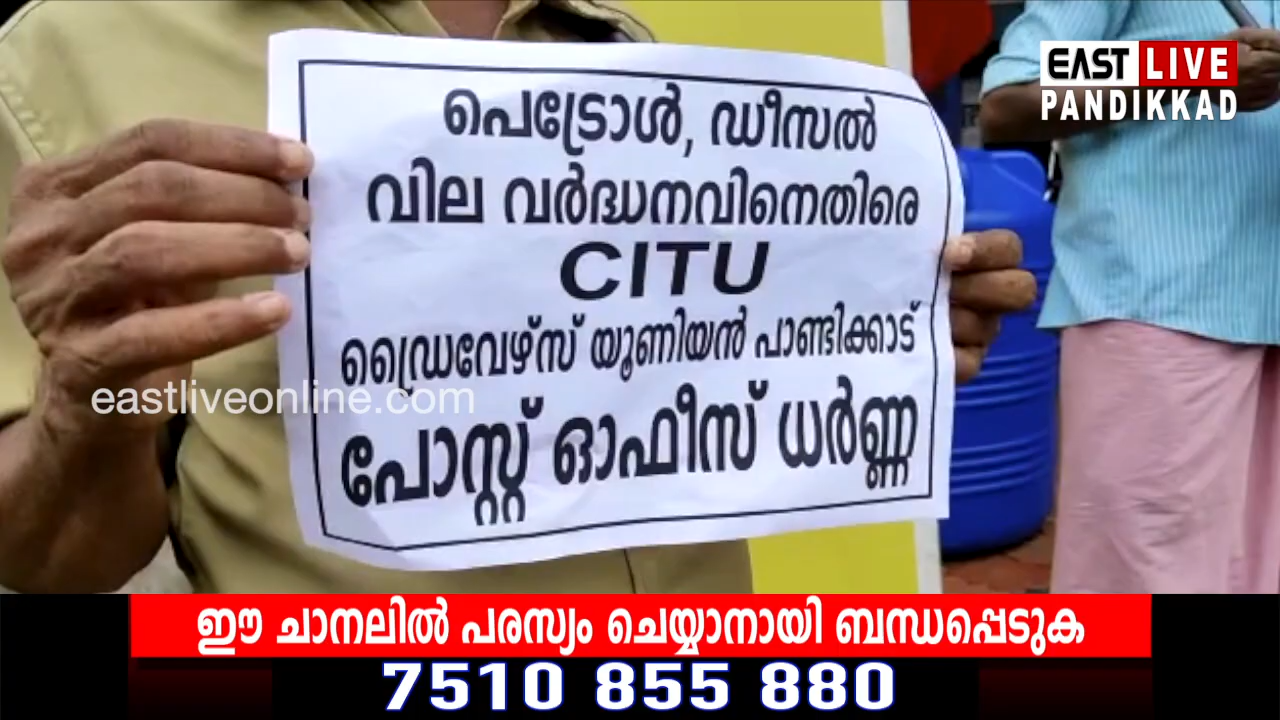 EAST LIVE
PANDIKKAD
പെട്രോൾ, ഡീസൽ
വില വർദ്ധനവിനെതിരെ
CITU
ഡ്രൈവേഴ്സ് യൂണിയൻ പാണ്ടിക്കാട്
eastliveonline.com
പോസ്റ്റ് ഓഫീസ് ധർണ്ണ
ഈ ചാനലിൽ പരസ്യം ചെയ്യാനായി ബന്ധപ്പെടുക
7510 855 880